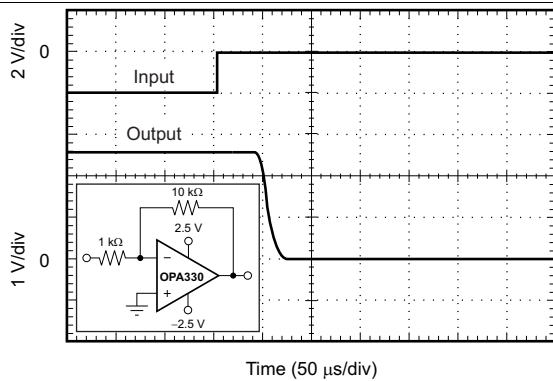 2 V/div
0
Input
Output
10 kΩ
2.5 V
1 kΩ
−
OPA330
+
−2.5 V
1 V/div
0
Time (50 μs/div)